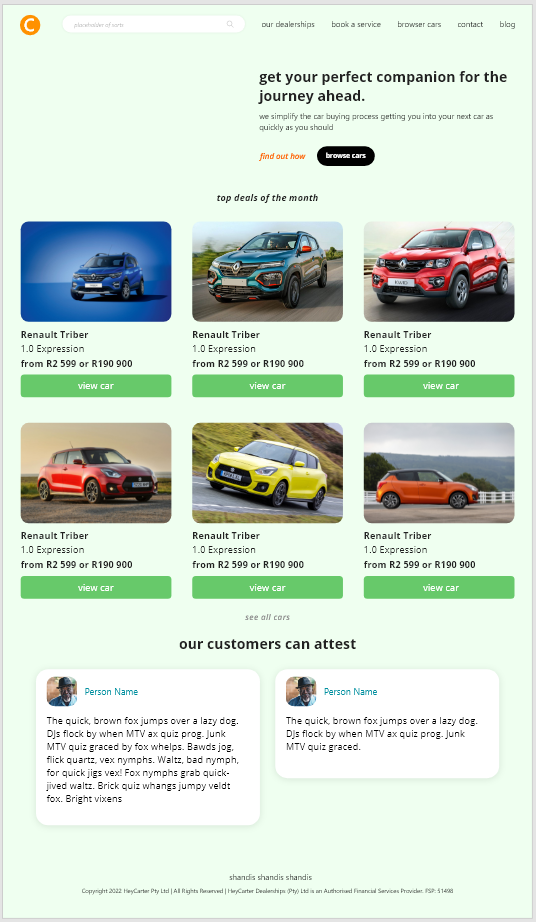 C
placeholder of sorts
our dealerships
book a service
browser cars
contact
blog
get your perfect companion for the
journey ahead.
we simplify the car buying process getting you into your next car as
quickly as you should
find out how
browse cars
top deals of the month
Renault Triber
1.0 Expression
from R2 599 or R190 900
view car
Renault Triber
1.0 Expression
from R2 599 or R190 900
view car
KWID
Renault Triber
1.0 Expression
from R2 599 or R190 900
view car
Renault Triber
1.0 Expression
from R2 599 or R190 900
view car
Renault Triber
1.0 Expression
from R2 599 or R190 900
view car
Renault Triber
1.0 Expression
from R2 599 or R190 900
view car
see all cars
our customers can attest
Person Name
The quick, brown fox jumps over a lazy dog.
DJs flock by when MTV ax quiz prog. Junk
MTV quiz graced by fox whelps. Bawds jog,
flick quartz, vex nymphs. Waltz, bad nymph,
for quick jigs vex! Fox nymphs grab quick-
jived waltz. Brick quiz whangs jumpy veldt
fox. Bright vixens
Person Name
The quick, brown fox jumps over a lazy dog.
DJs flock by when MTV ax quiz prog. Junk
MTV quiz graced.
shandis shandis shandis
Copyright 2022 HeyCarter Pty Ltd | All Rights Reserved | HeyCarter Dealerships (Pty) Ltd is an Authorised Financial Services Provider. FSP: 51498